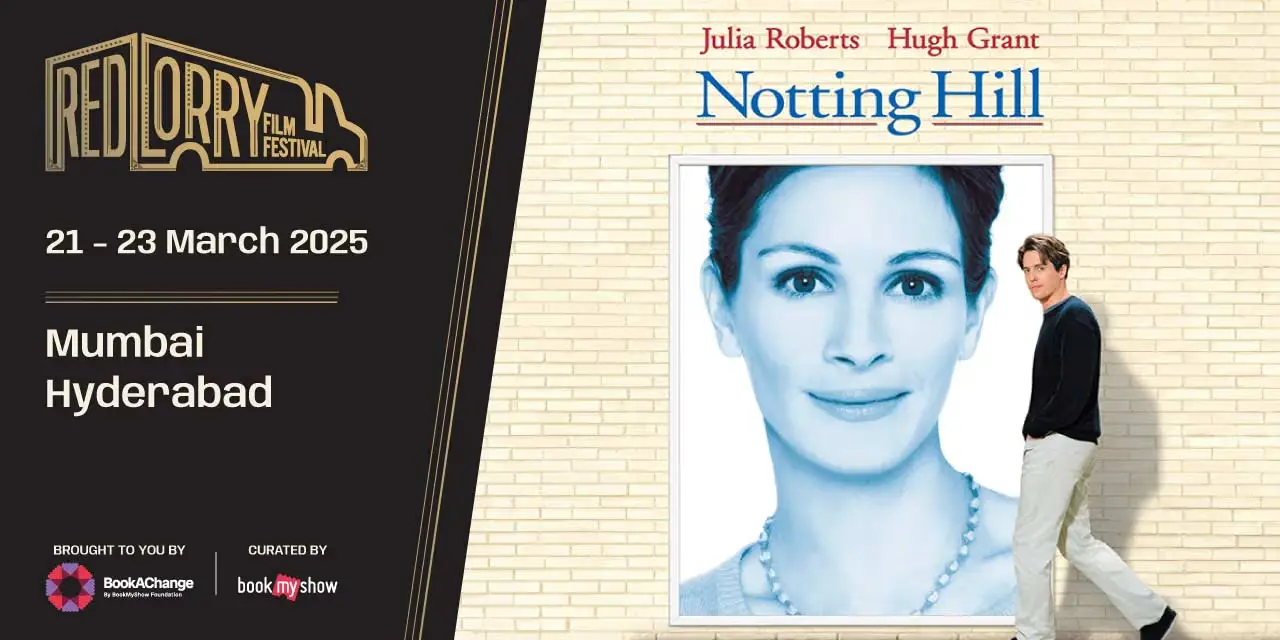 RED LORRY
FILM
FESTIVAL
21 - 23 March 2025
Mumbai
Hyderabad
BROUGHT TO YOU BY
BookAChange
By BookMyShow Foundation
CURATED BY
book my show
Julia Roberts Hugh Grant
Notting Hill